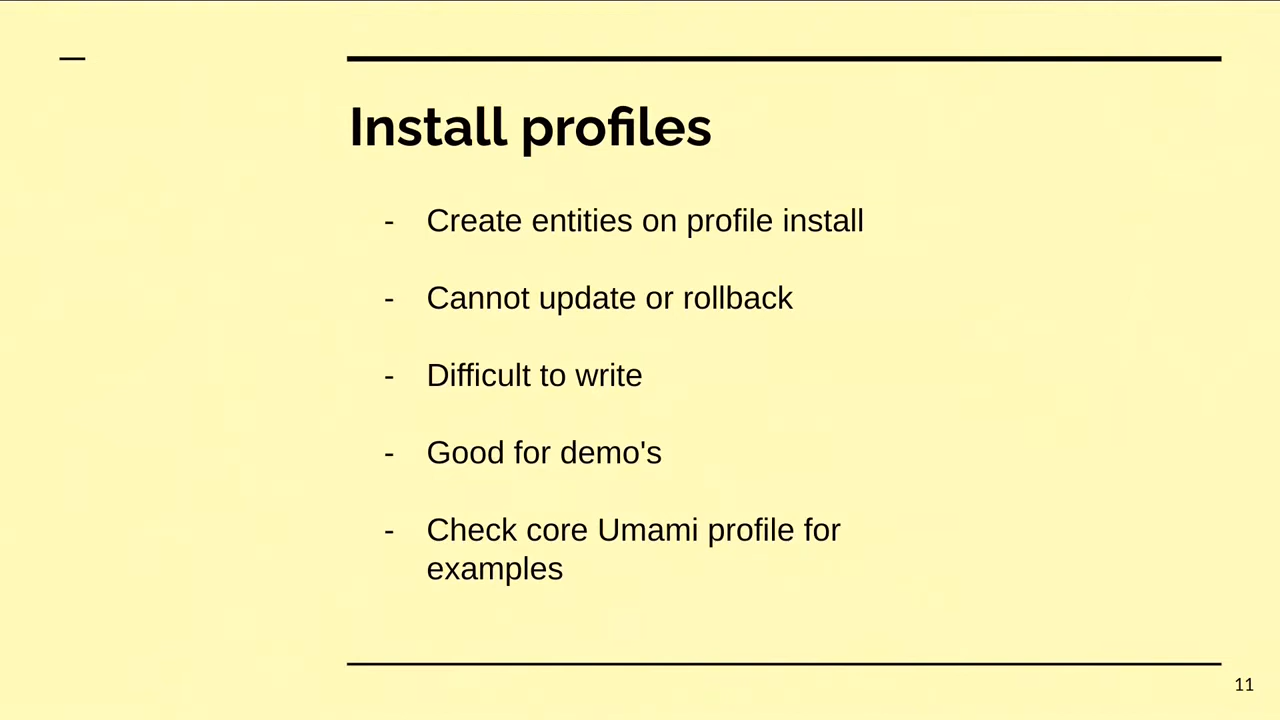 Install profiles
- Create entities on profile install
- Cannot update or rollback
- Difficult to write
- Good for demo's
- Check core Umami profile for
examples
11